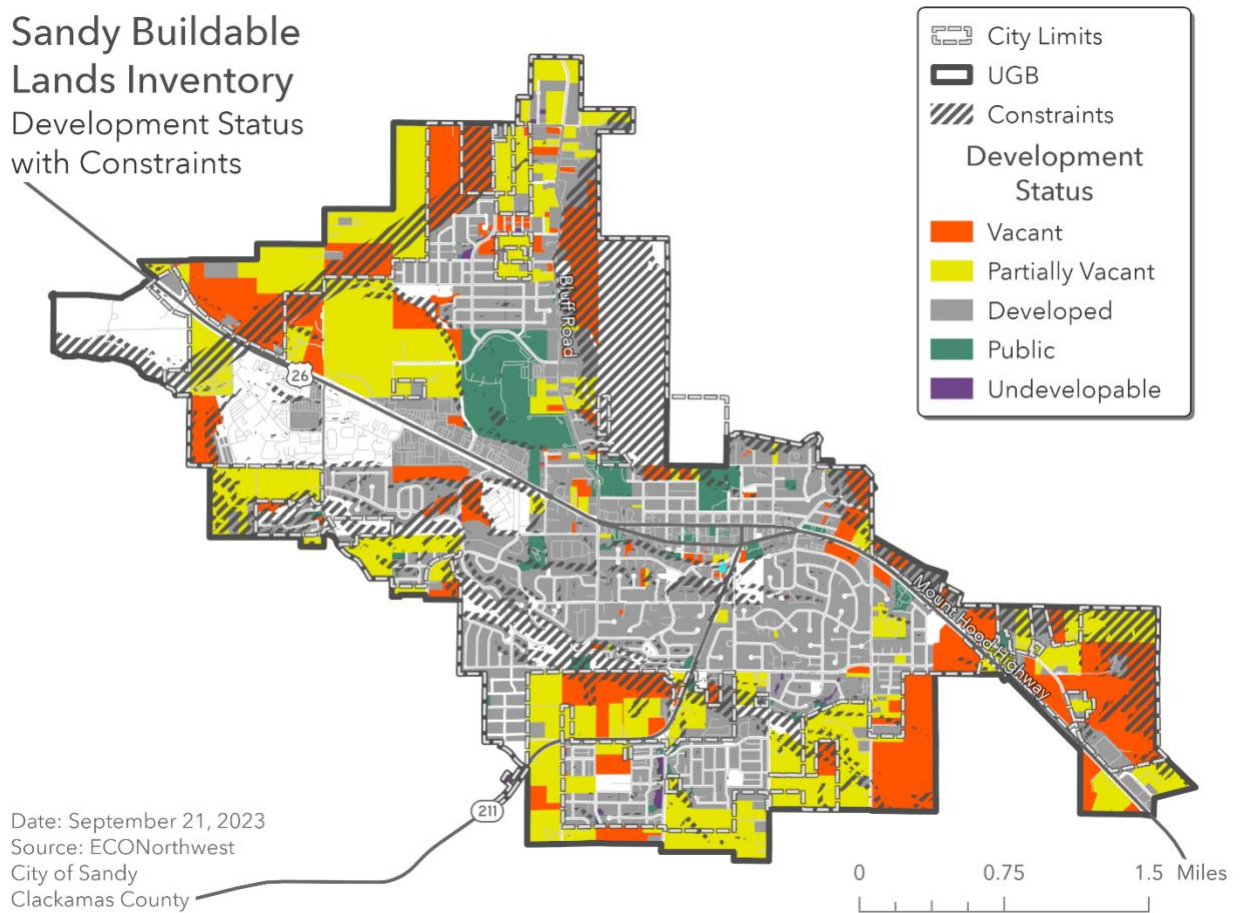 Sandy Buildable
Lands Inventory
Development Status
with Constraints
City Limits
UGB
Constraints
Development
Status
Vacant
Partially Vacant
Developed
Public
Undevelopable
Bluff Road
26
Mount Hood Highway
211
Date: September 21, 2023
Source: ECONorthwest
City of Sandy
Clackamas County
0 0.75 1.5 Miles